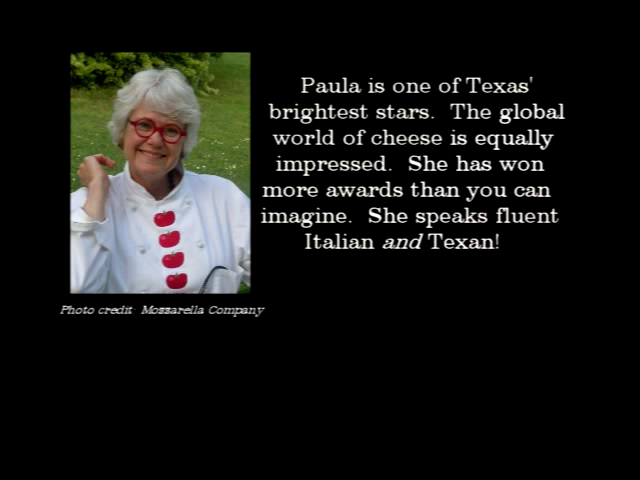 Paula is one of Texas'
brightest stars. The global
world of cheese is equally
impressed. She has won
more awards than you can
imagine. She speaks fluent
Italian and Texan!
Photo credit: Mozzarella Company